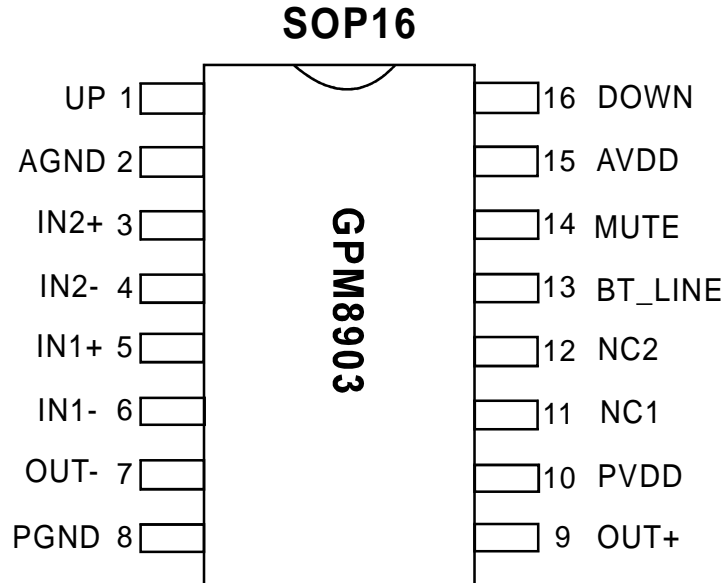 SOP16
UP 1
AGND 2
IN2+ 3
IN2- 4
IN1+ 5
IN1- 6
OUT- 7
PGND 8
GPM8903
16 DOWN
15 AVDD
14 MUTE
13 BT_LINE
12 NC2
11 NC1
10 PVDD
9 OUT+